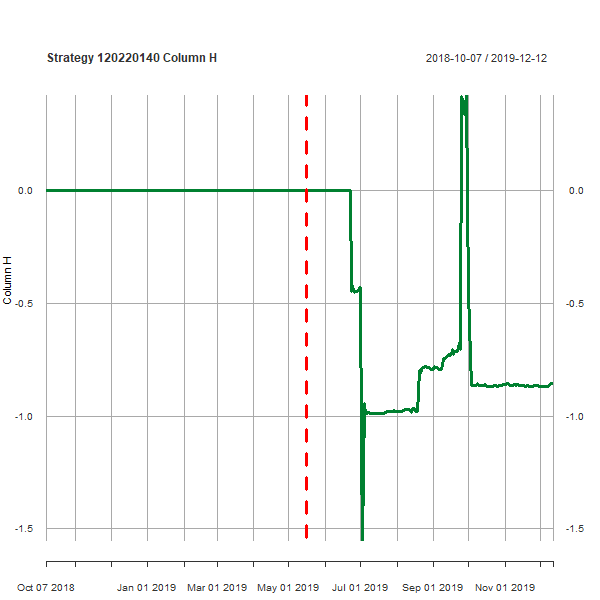 Strategy 120220140 Column H
2018-10-07 / 2019-12-12
0.0
0.0
-0.5
-0.5
-1.0
-1.0
-1.5
-1.5
Column H
Oct 07 2018
Jan 01 2019
Mar 01 2019
May 01 2019
Jul 01 2019
Sep 01 2019
Nov 01 2019